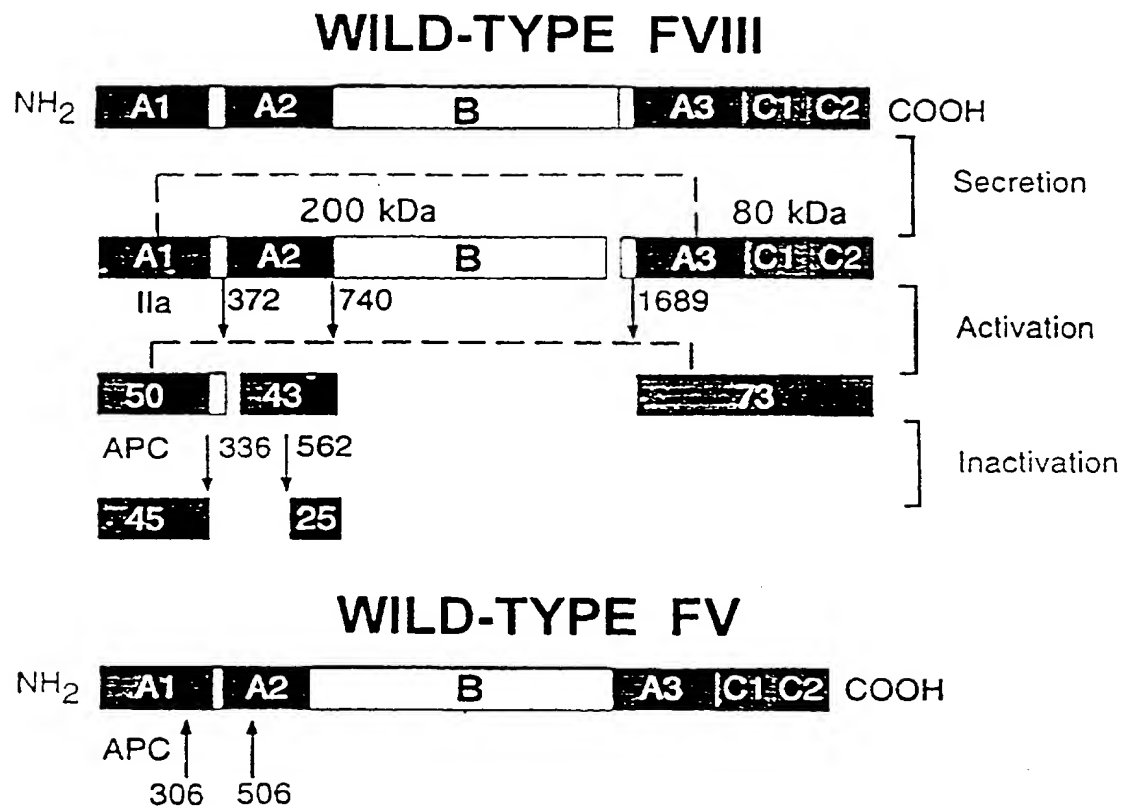 WILD-TYPE FVIII
NH2 A1 A2 B A3 C1 C2 COOH
Secretion
200 kDa 80 kDa
A1 A2 B A3 C1 C2
IIa 372 740 1689
Activation
50 43 73
APC 336 562
Inactivation
45 25
WILD-TYPE FV
NH2 A1 A2 B A3 C1 C2 COOH
APC
306 506